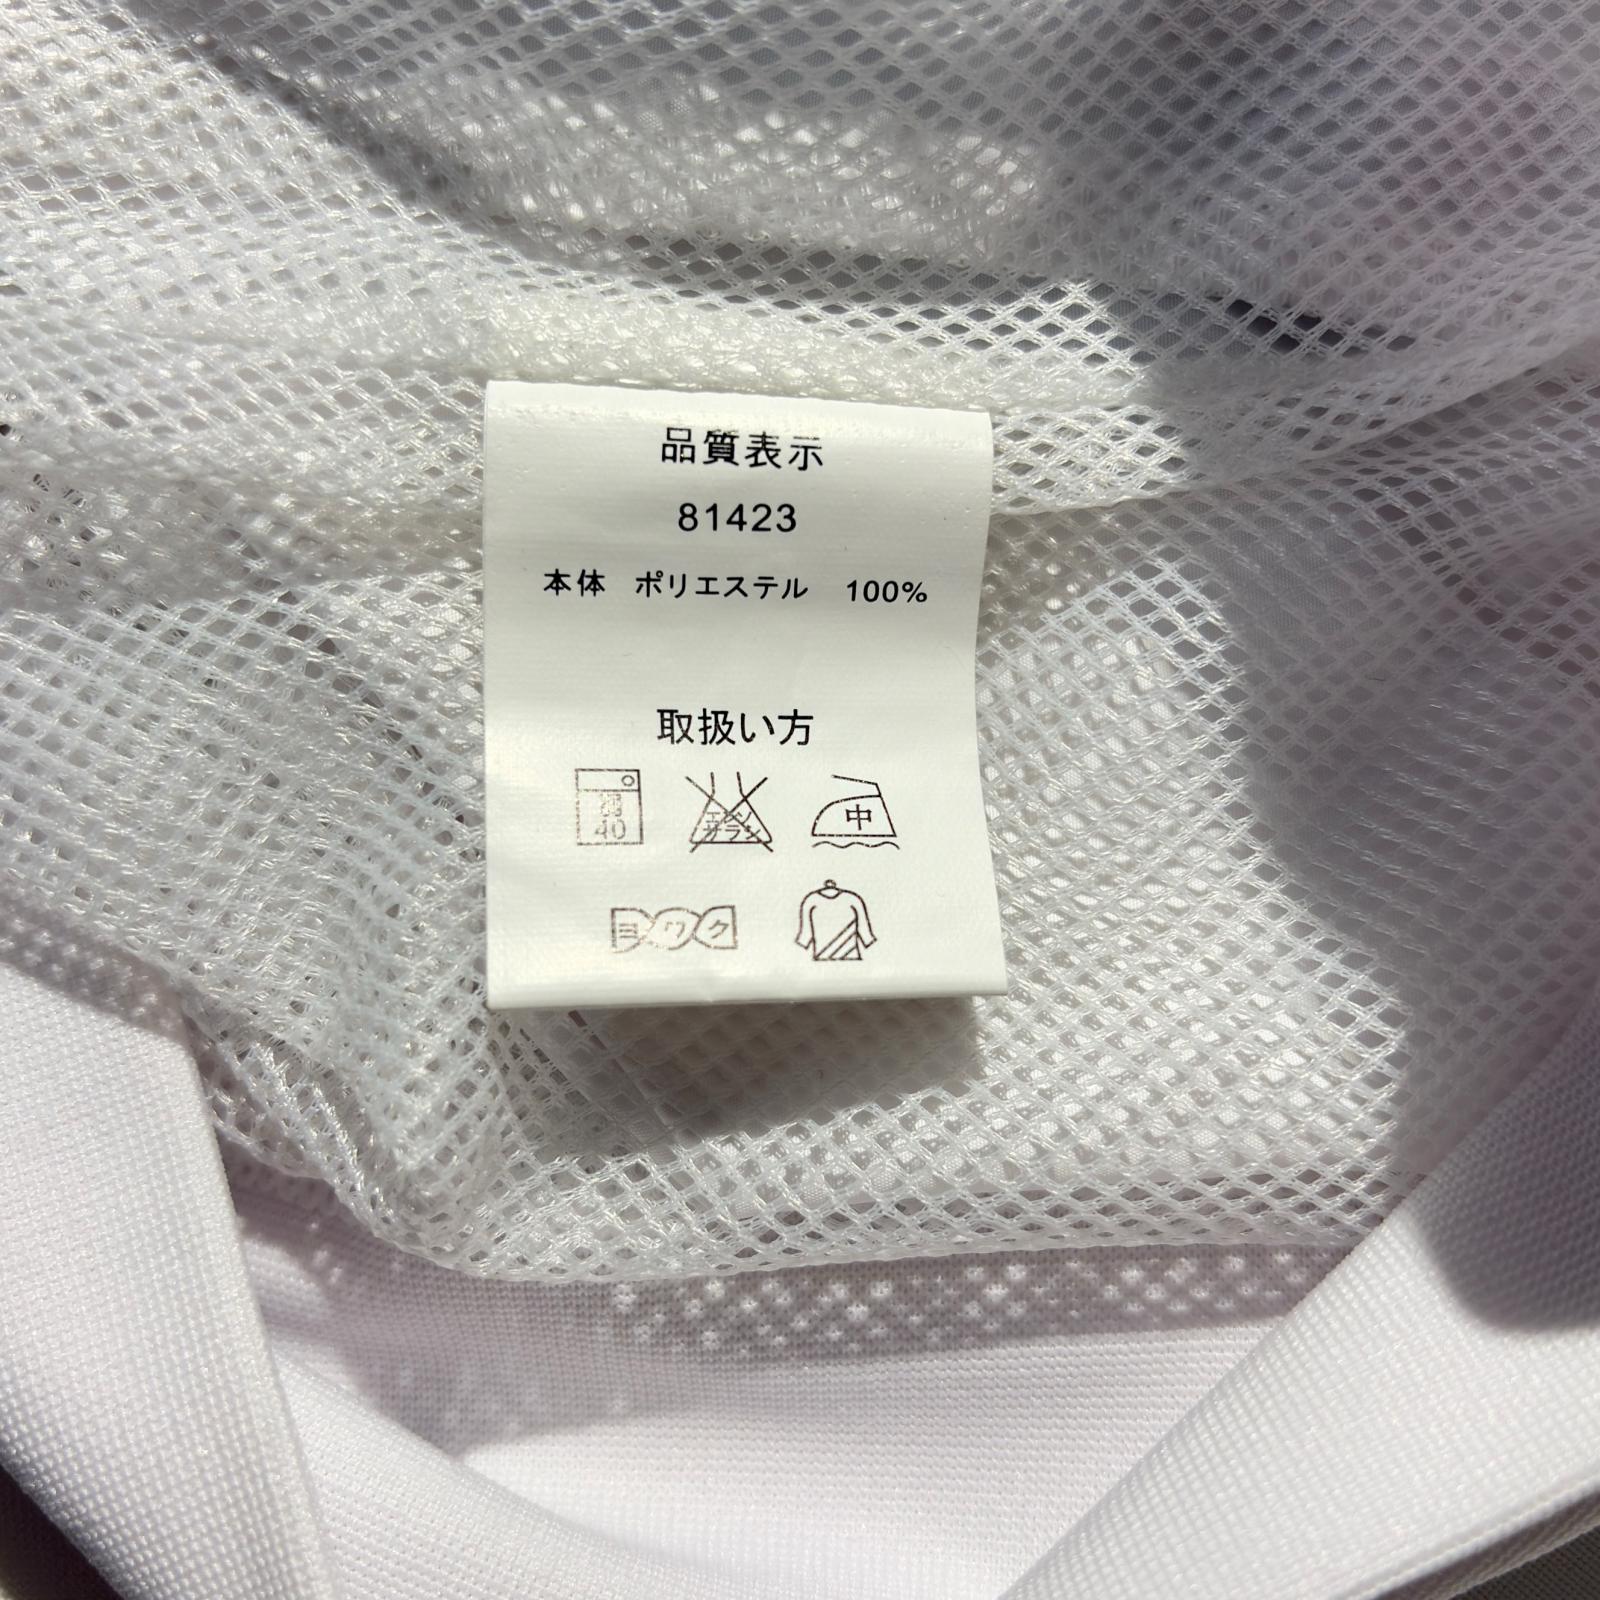 品質表示
81423
本体 ポリエステル 100%
取扱い方
40
エンソ
サラシ
中
ヨワク